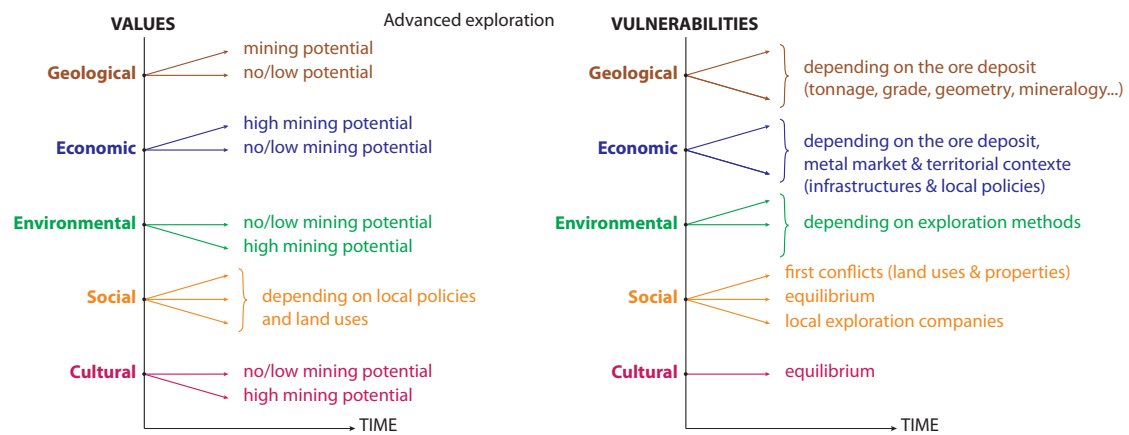 Advanced exploration
VALUES
Geological
mining potential
no/low potential
Economic
high mining potential
no/low mining potential
Environmental
no/low mining potential
high mining potential
Social
depending on local policies
and land uses
Cultural
no/low mining potential
high mining potential
TIME
VULNERABILITIES
Geological
depending on the ore deposit
(tonnage, grade, geometry, mineralogy...)
Economic
depending on the ore deposit,
metal market & territorial contexte
(infrastructures & local policies)
Environmental
depending on exploration methods
Social
first conflicts (land uses & properties)
equilibrium
local exploration companies
Cultural
equilibrium
TIME